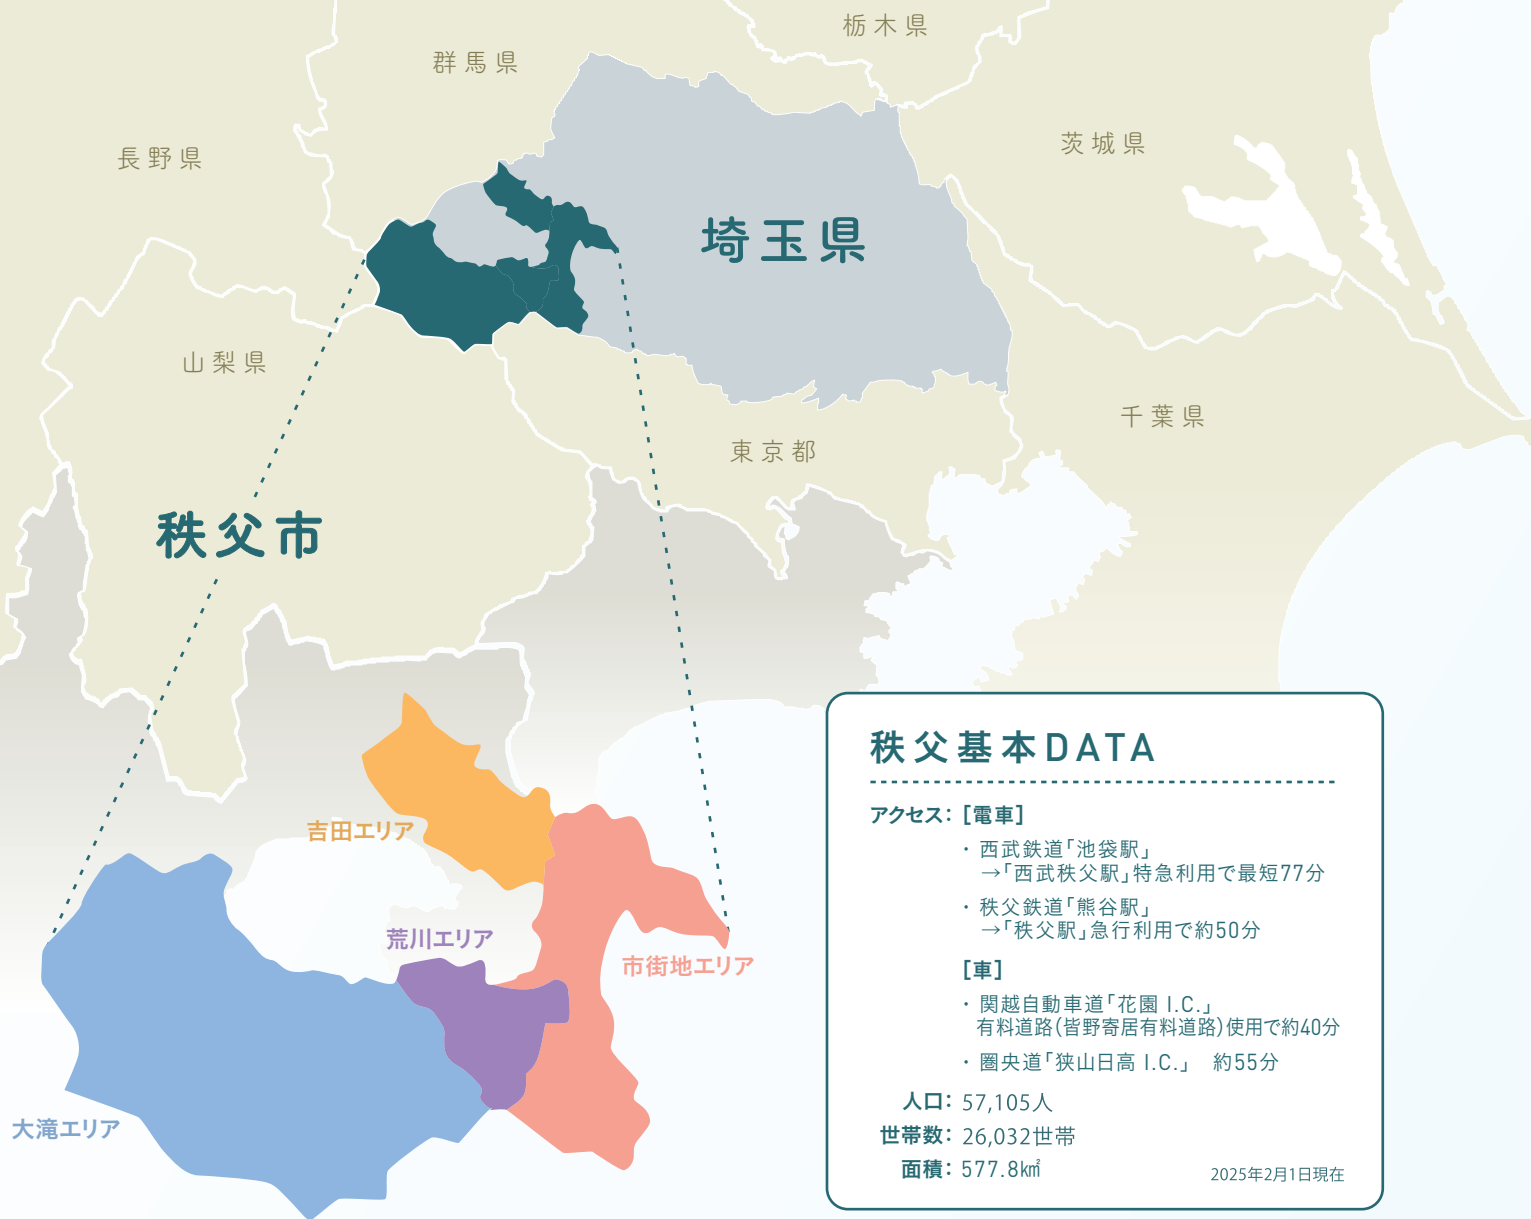 栃木県
群馬県
茨城県
長野県
埼玉県
山梨県
千葉県
東京都
秩父市
吉田エリア
荒川エリア
市街地エリア
大滝エリア
秩父基本DATA
アクセス： [電車]
・ 西武鉄道「池袋駅」
→「西武秩父駅」特急利用で最短77分
・ 秩父鉄道「熊谷駅」
→「秩父駅」急行利用で約50分
[車]
・ 関越自動車道「花園 I.C.」
有料道路(皆野寄居有料道路)使用で約40分
・ 圏央道「狭山日高 I.C.」 約55分
人口： 57,105人
世帯数： 26,032世帯
面積： 577.8㎢
2025年2月1日現在